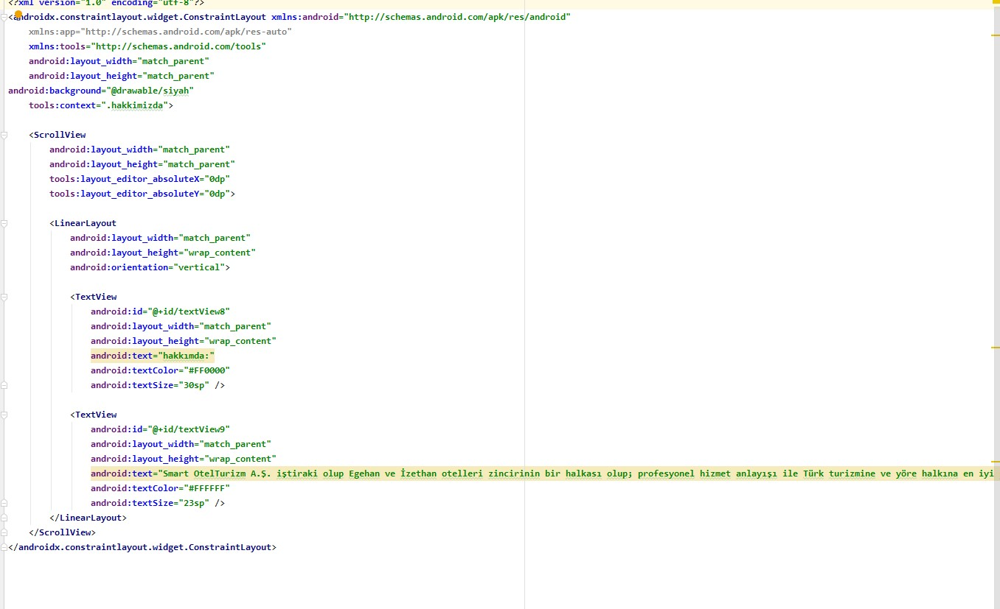 <?xml version="1.0" encoding="utf-8"?>
<androidx.constraintlayout.widget.ConstraintLayout xmlns:android="http://schemas.android.com/apk/res/android"
    xmlns:app="http://schemas.android.com/apk/res-auto"
    xmlns:tools="http://schemas.android.com/tools"
    android:layout_width="match_parent"
    android:layout_height="match_parent"
android:background="@drawable/siyah"
    tools:context=".hakkimizda">
    <ScrollView
        android:layout_width="match_parent"
        android:layout_height="match_parent"
        tools:layout_editor_absoluteX="0dp"
        tools:layout_editor_absoluteY="0dp">
        <LinearLayout
            android:layout_width="match_parent"
            android:layout_height="wrap_content"
            android:orientation="vertical">
            <TextView
                android:id="@+id/textView8"
                android:layout_width="match_parent"
                android:layout_height="wrap_content"
                android:text="hakkımda:"
                android:textColor="#FF0000"
                android:textSize="30sp" />
            <TextView
                android:id="@+id/textView9"
                android:layout_width="match_parent"
                android:layout_height="wrap_content"
                android:text="Smart OtelTurizm A.Ş. iştiraki olup Egehan ve İzethan otelleri zincirinin bir halkası olup; profesyonel hizmet anlayışı ile Türk turizmine ve yöre halkına en iyi
                android:textColor="#FFFFFF"
                android:textSize="23sp" />
        </LinearLayout>
    </ScrollView>
</androidx.constraintlayout.widget.ConstraintLayout>